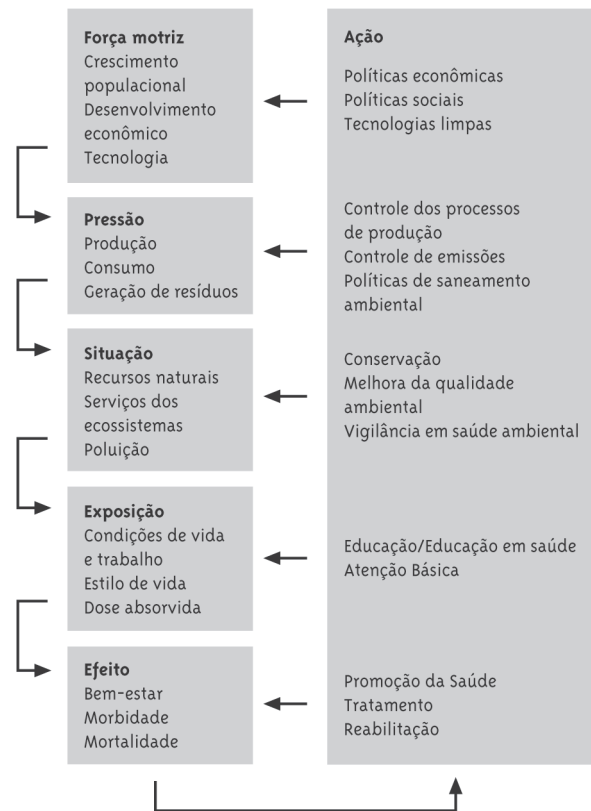 Força motriz
Crescimento
populacional
Desenvolvimento
econômico
Tecnologia
Ação
Políticas econômicas
Políticas sociais
Tecnologias limpas
Pressão
Produção
Consumo
Geração de resíduos
Controle dos processos
de produção
Controle de emissões
Políticas de saneamento
ambiental
Situação
Recursos naturais
Serviços dos
ecossistemas
Poluição
Conservação
Melhora da qualidade
ambiental
Vigilância em saúde ambiental
Exposição
Condições de vida
e trabalho
Estilo de vida
Dose absorvida
Educação/Educação em saúde
Atenção Básica
Efeito
Bem-estar
Morbidade
Mortalidade
Promoção da Saúde
Tratamento
Reabilitação